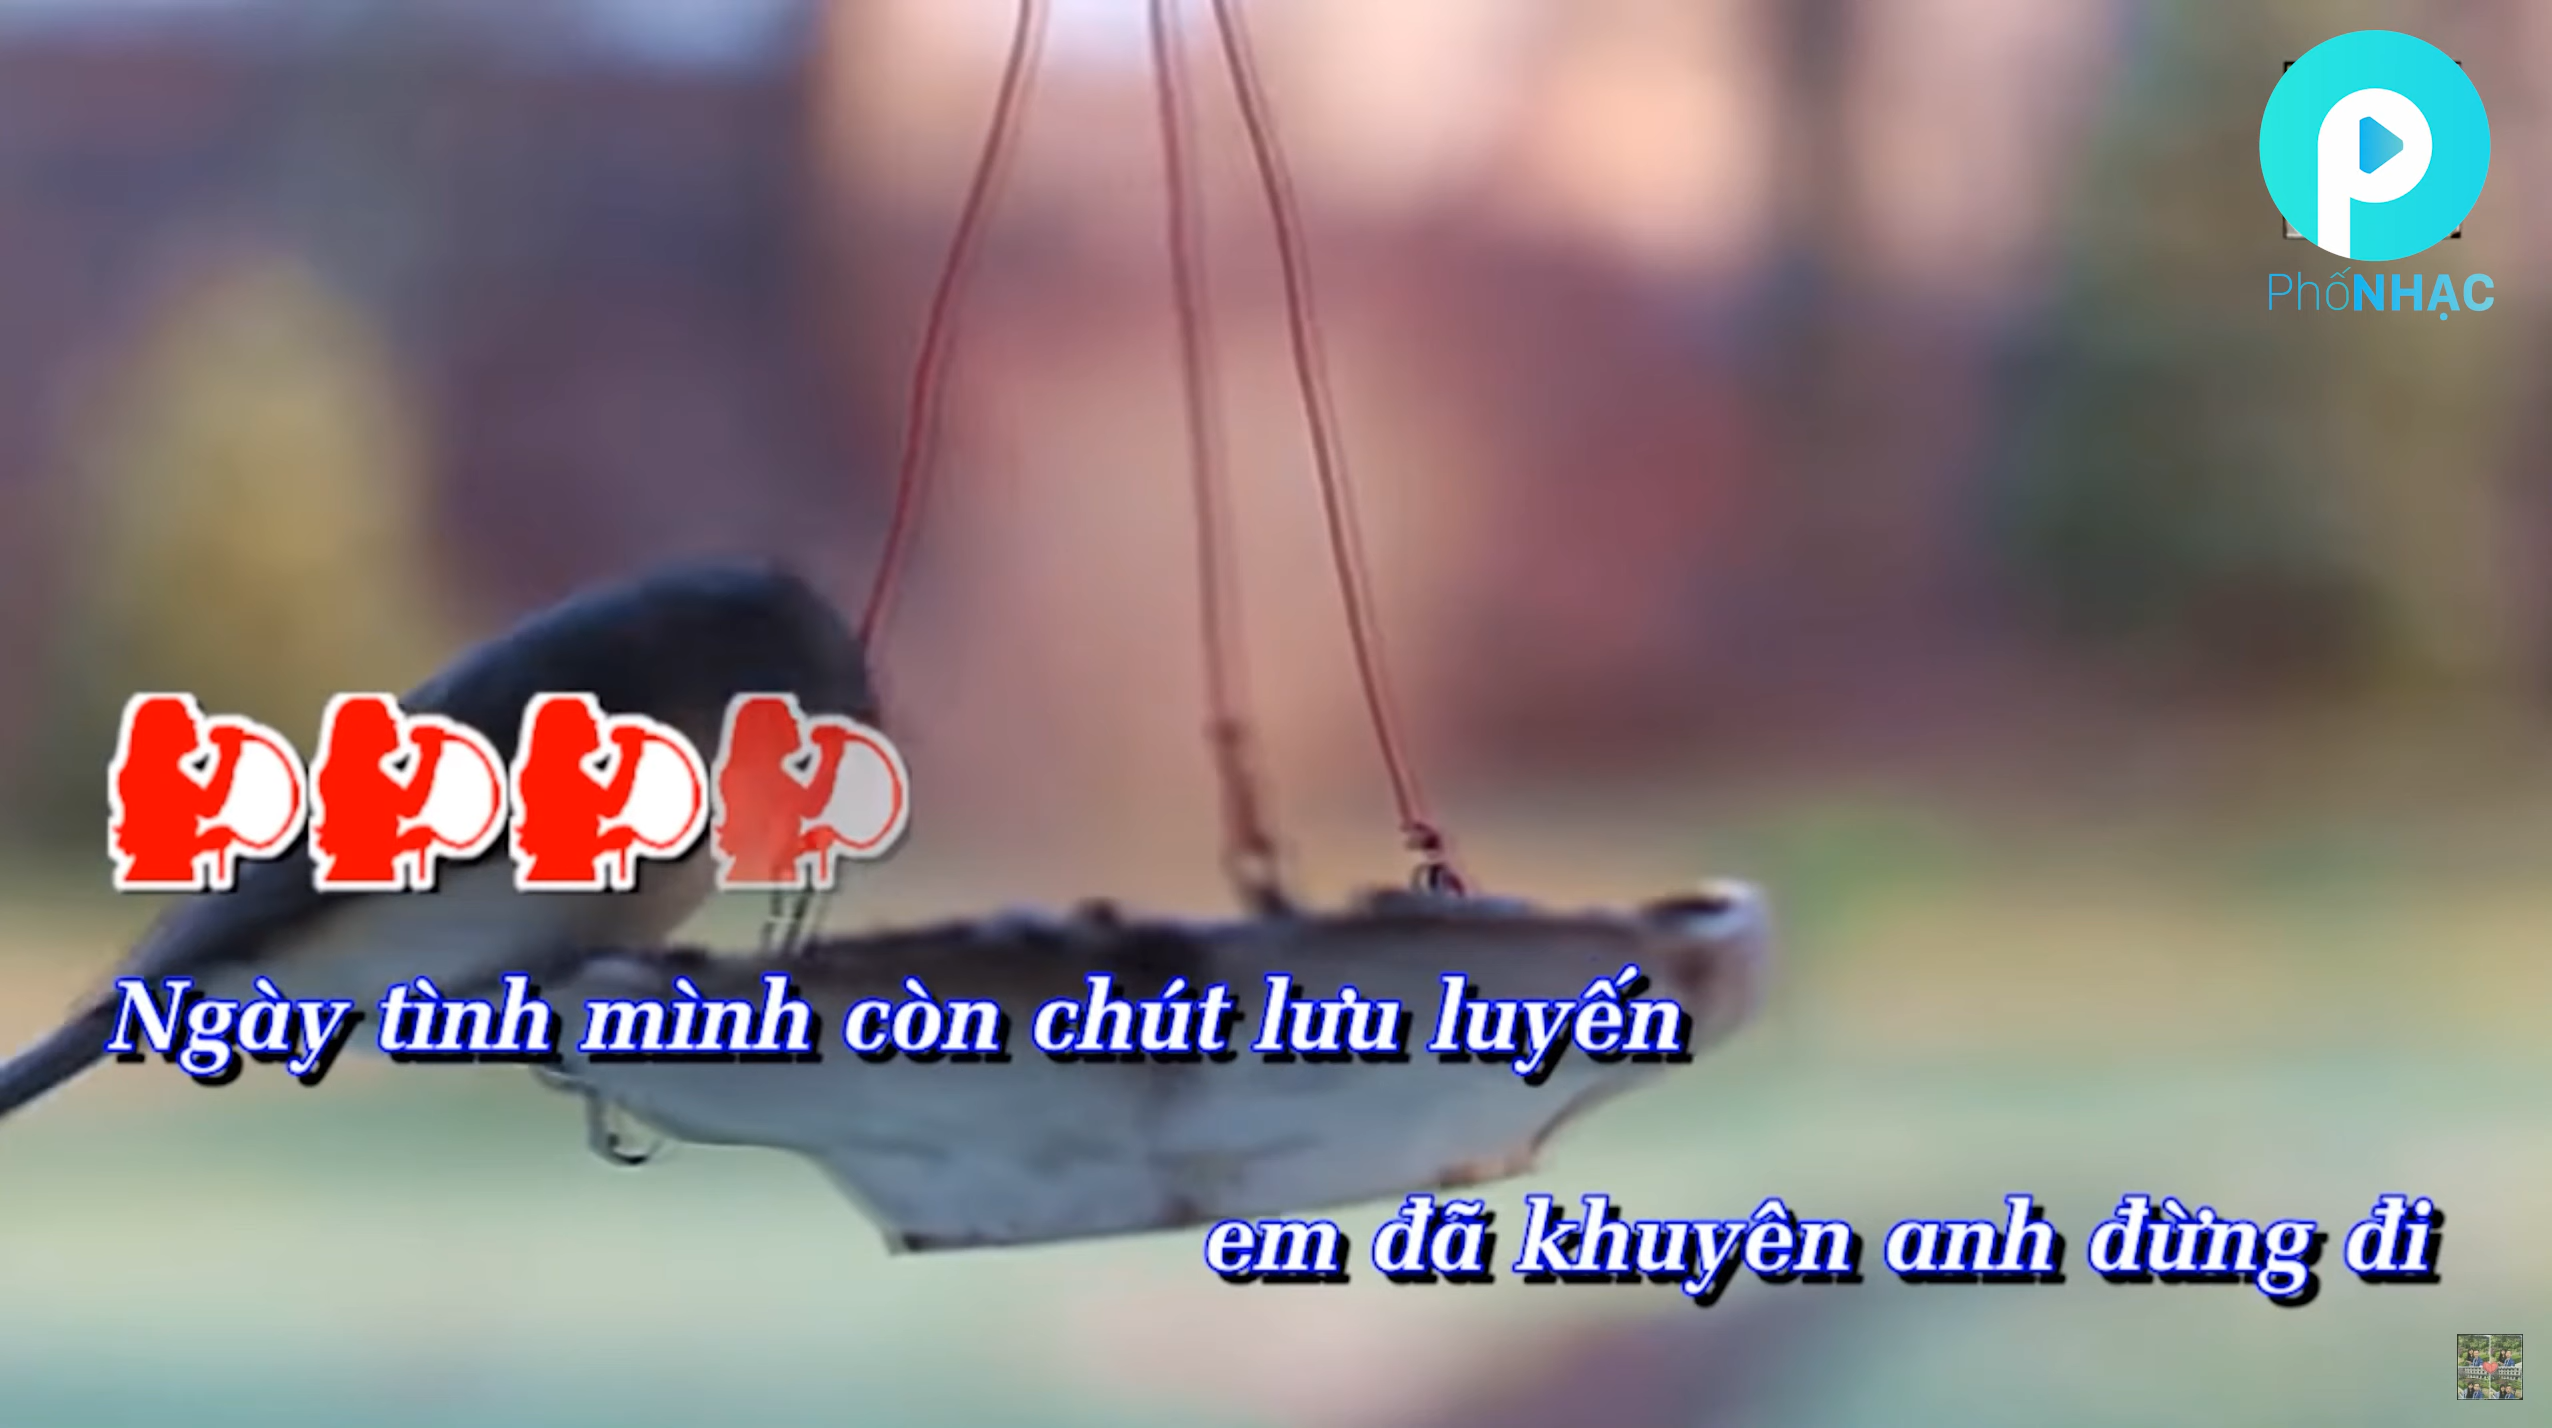 PhốNHẠC
Ngày tình mình còn chút lưu luyến
em đã khuyên anh đừng đi